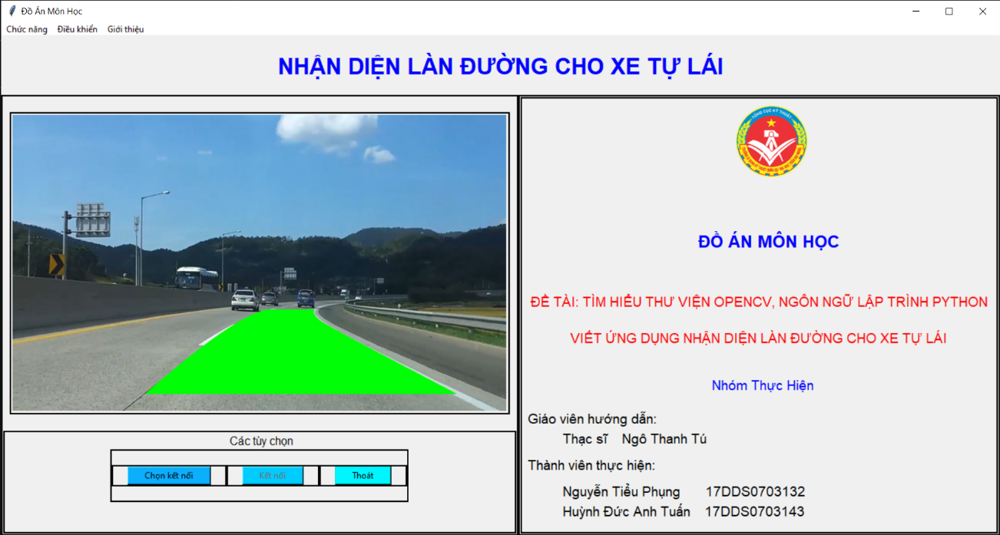 Đồ Án Môn Học
Chức năng Điều khiển Giới thiệu
NHẬN DIỆN LÀN ĐƯỜNG CHO XE TỰ LÁI
TỔNG CỤC KỸ THUẬT
ĐỒ ÁN MÔN HỌC
ĐỀ TÀI: TÌM HIỂU THƯ VIỆN OPENCV, NGÔN NGỮ LẬP TRÌNH PYTHON
VIẾT ỨNG DỤNG NHẬN DIỆN LÀN ĐƯỜNG CHO XE TỰ LÁI
Nhóm Thực Hiện
Giáo viên hướng dẫn:
Thạc sĩ Ngô Thanh Tú
Thành viên thực hiện:
Nguyễn Tiểu Phụng 17DDS0703132
Huỳnh Đức Anh Tuấn 17DDS0703143
Các tùy chọn
Chọn kết nối Kết nối Thoát